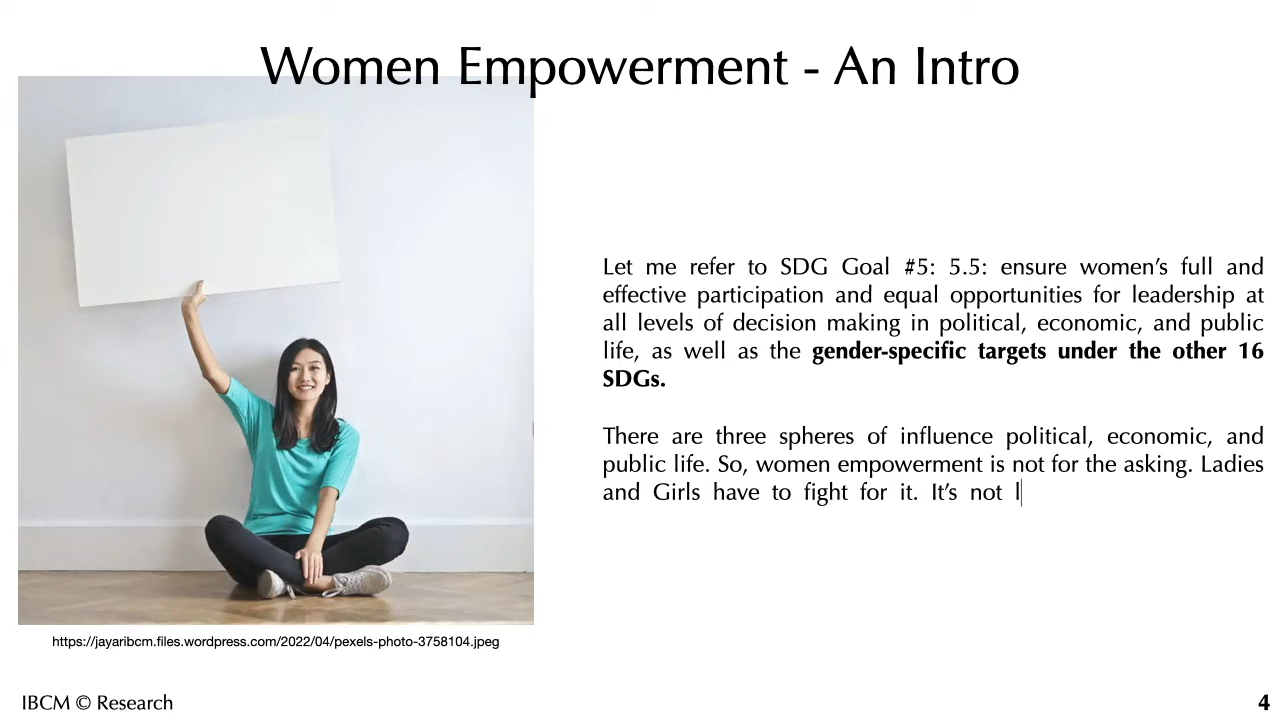 Women Empowerment - An Intro
Let me refer to SDG Goal #5: 5.5: ensure women’s full and
effective participation and equal opportunities for leadership at
all levels of decision making in political, economic, and public
life, as well as the gender-specific targets under the other 16
SDGs.
There are three spheres of influence political, economic, and
public life. So, women empowerment is not for the asking. Ladies
and Girls have to fight for it. It’s not l
https://jayaribcm.files.wordpress.com/2022/04/pexels-photo-3758104.jpeg
IBCM © Research
4